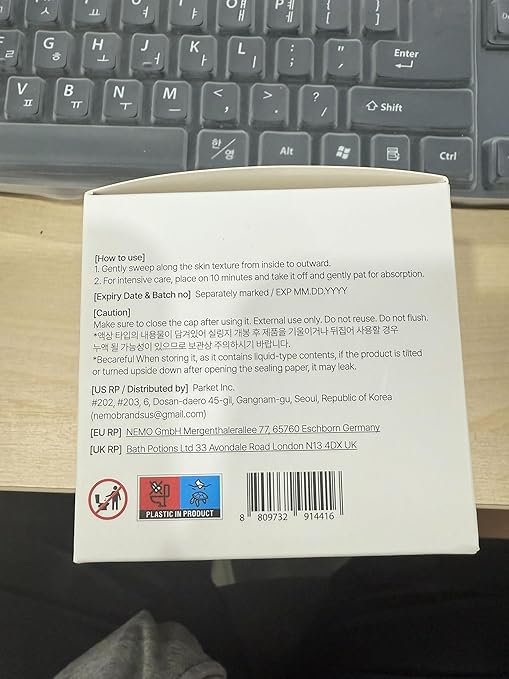 O P { [ } ]
ㅐ ㅔ
F G H J K L : ; " ' Enter
ㄹ ㅎ ㅗ ㅓ ㅏ ㅣ
V B N M < , > . ? / Shift
ㅍ ㅠ ㅜ ㅡ
한/영 Alt Ctrl
[How to use]
1. Gently sweep along the skin texture from inside to outward.
2. For intensive care, place on 10 minutes and take it off and gently pat for absorption.
[Expiry Date & Batch no] Separately marked / EXP MM.DD.YYYY
[Caution]
Make sure to close the cap after using it. External use only. Do not reuse. Do not flush.
*액상 타입의 내용물이 담겨있어 실링지 개봉 후 제품을 기울이거나 뒤집어 사용할 경우
누액 될 가능성이 있으므로 보관상 주의하시기 바랍니다.
*Becareful When storing it, as it contains liquid-type contents, if the product is tilted
or turned upside down after opening the sealing paper, it may leak.
[US RP / Distributed by] Parket Inc.
#202, #203, 6, Dosan-daero 45-gil, Gangnam-gu, Seoul, Republic of Korea
(nemobrandsus@gmail.com)
[EU RP] NEMO GmbH Mergenthalerallee 77, 65760 Eschborn Germany
[UK RP] Bath Potions Ltd 33 Avondale Road London N13 4DX UK
PLASTIC IN PRODUCT
8 809732 914416